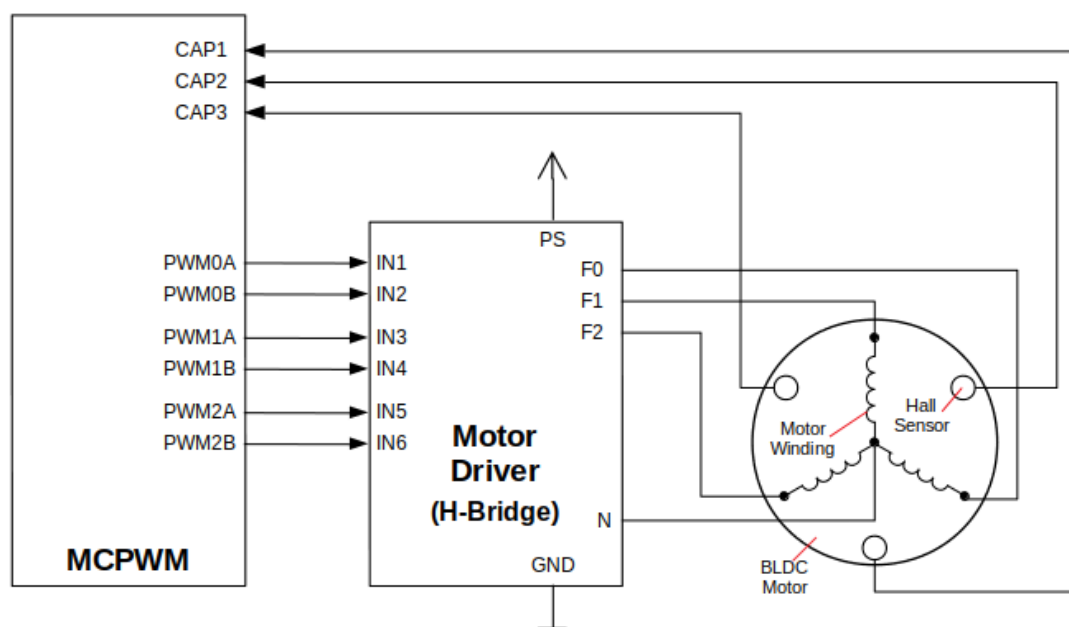 CAP1
CAP2
CAP3
PWM0A
PWM0B
PWM1A
PWM1B
PWM2A
PWM2B
MCPWM
PS
IN1
IN2
IN3
IN4
IN5
IN6
F0
F1
F2
Motor
Driver
(H-Bridge)
N
GND
Motor
Winding
Hall
Sensor
BLDC
Motor